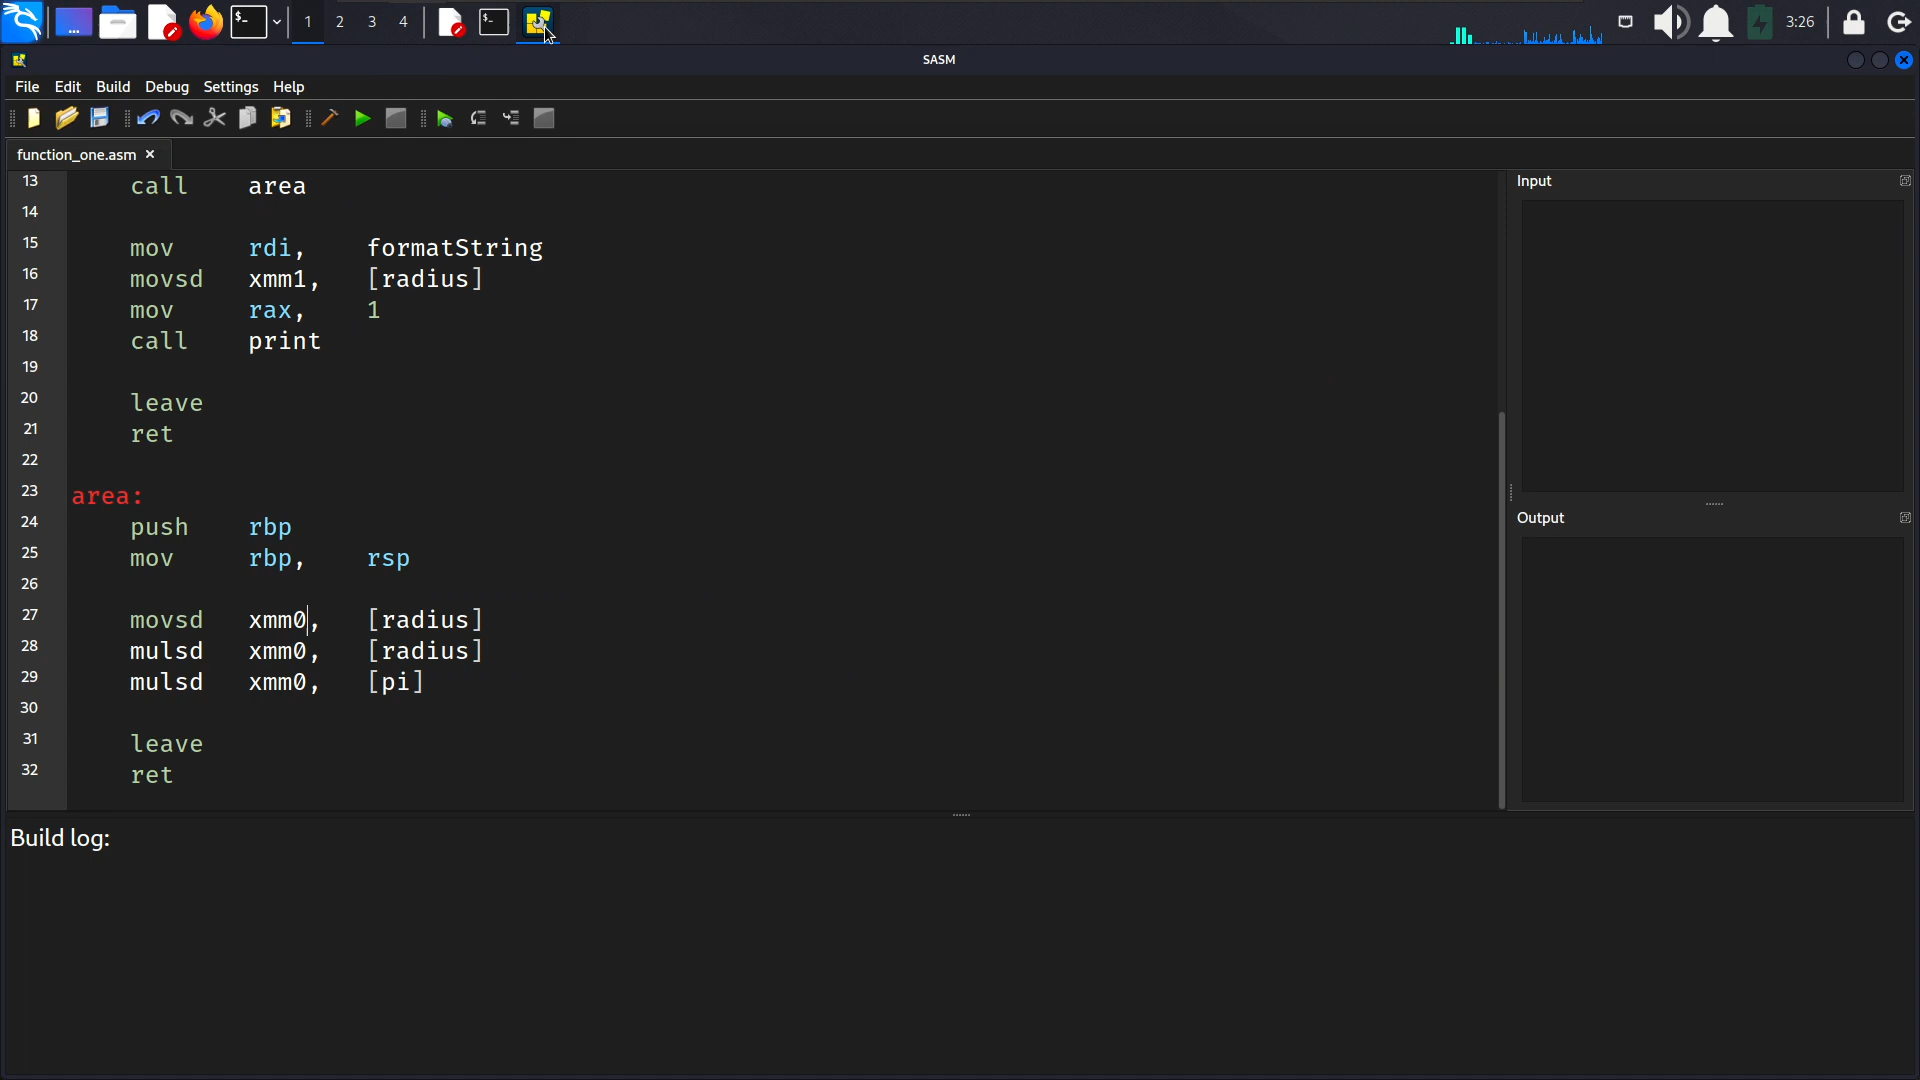 $- 1 2 3 4 $- 3:26
SASM
File Edit Build Debug Settings Help
function_one.asm
13 call area
14
15 mov rdi, formatString
16 movsd xmm1, [radius]
17 mov rax, 1
18 call print
19
20 leave
21 ret
22
23 area:
24 push rbp
25 mov rbp, rsp
26
27 movsd xmm0, [radius]
28 mulsd xmm0, [radius]
29 mulsd xmm0, [pi]
30
31 leave
32 ret
Input
Output
Build log: